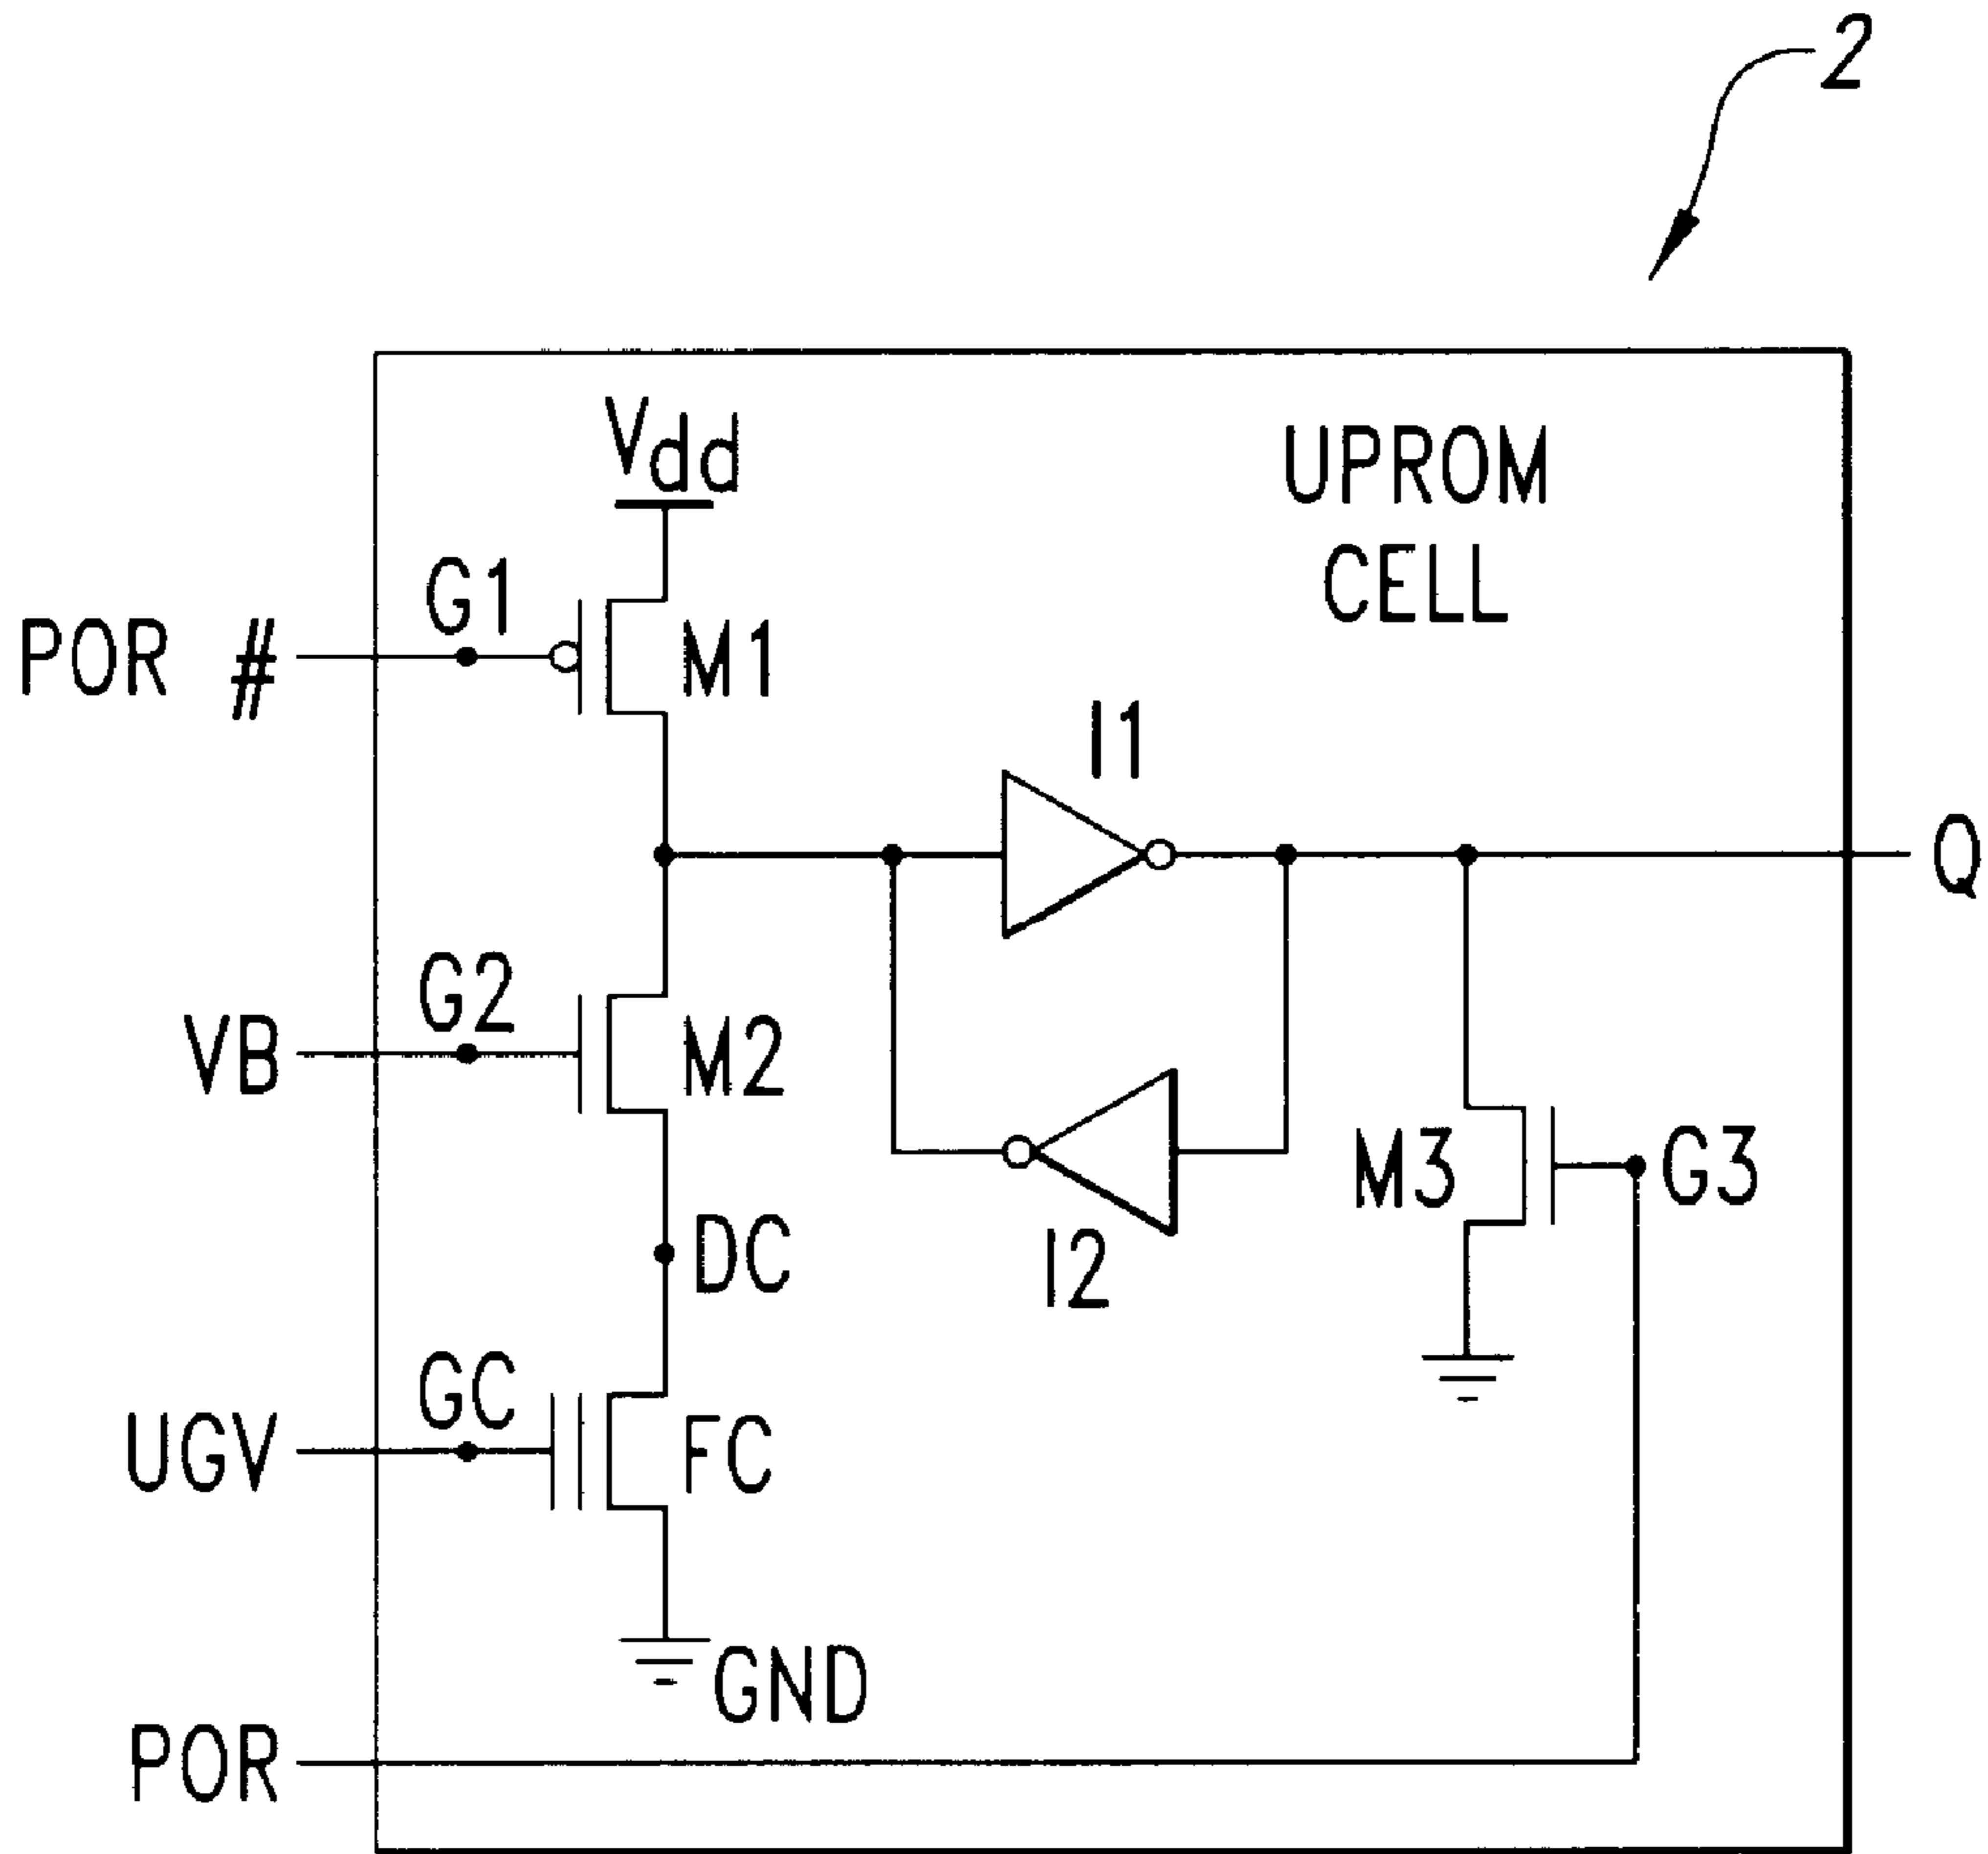 2
Vdd
UPROM
CELL
G1
POR #
M1
I1
Q
G2
VB
M2
M3
G3
DC
I2
GC
UGV
FC
GND
POR